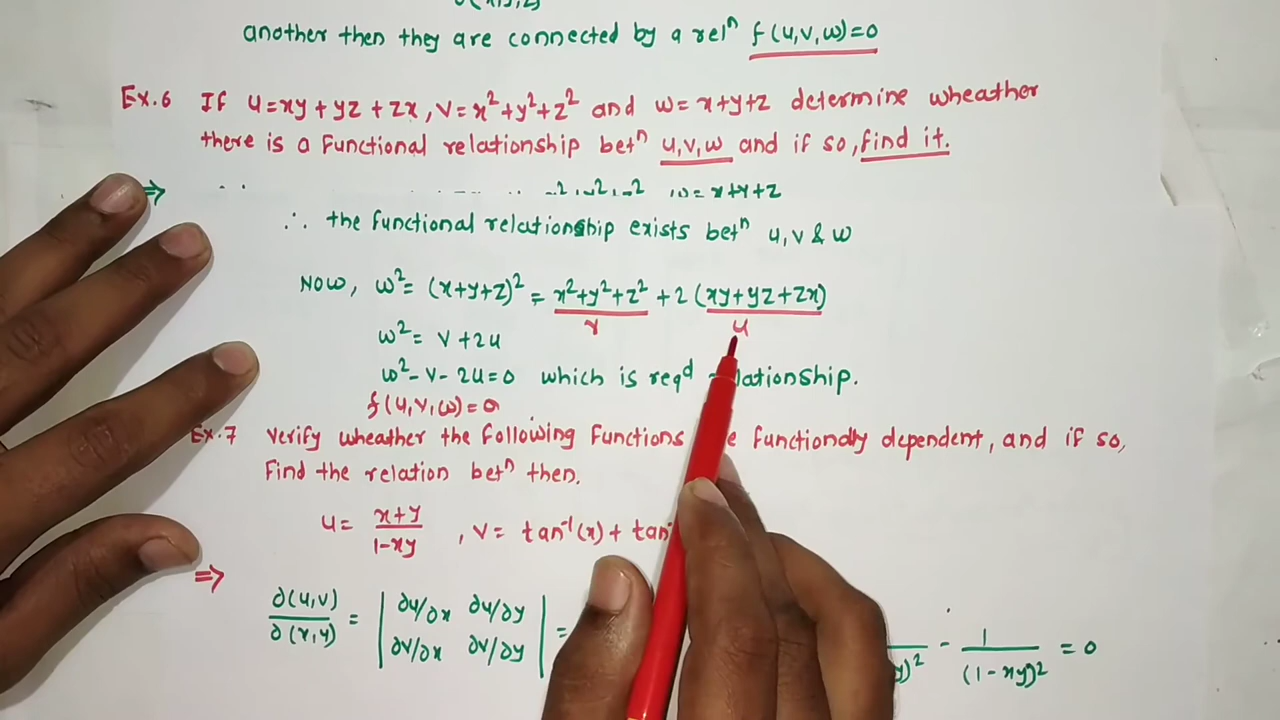 another then they are connected by a relⁿ f(u,v,w)=0
Ex.6 If u=xy+yz+zx, v=x²+y²+z² and w=x+y+z determine wheather
there is a functional relationship betⁿ u,v,w and if so, find it.
⇒ w=x+y+z
∴ the functional relationship exists betⁿ u,v & w
Now, w²= (x+y+z)² = x²+y²+z² + 2(xy+yz+zx)
v u
w²= v+2u
w²-v-2u=0 which is reqᵈ relationship.
f(u,v,w)=0
Ex.7 Verify wheather the following functions functionally dependent, and if so,
Find the relation betⁿ then.
u= x+y/1-xy , v= tan⁻¹(x)+ tan
⇒
∂(u,v)/∂(x,y) = | ∂u/∂x ∂u/∂y | =
| ∂v/∂x ∂v/∂y | - 1/(1-xy)² = 0